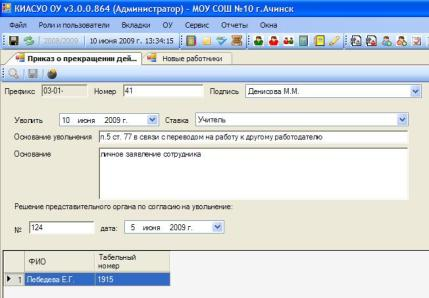 КИАСУО ОУ v3.0.0.864 (Администратор) - МОУ СОШ №10 г.Ачинск
Файл Роли и пользователи Вкладки ОУ Сервис Отчеты Окна
2008/2009 10 июня 2009 г. 13:34:15
Приказ о прекращении дей... Новые работники
Префикс 03-01- Номер 41 Подпись Денисова М.М.
Уволить 10 июня 2009 г. Ставка Учитель
Основание увольнения п.5 ст. 77 в связи с переводом на работу к другому работодателю
Основание личное заявление сотрудника
Решение представительного органа по согласию на увольнение:
№ 124 дата: 5 июня 2009 г.
ФИО Табельный номер
1 Лебедева Е.Г. 1915